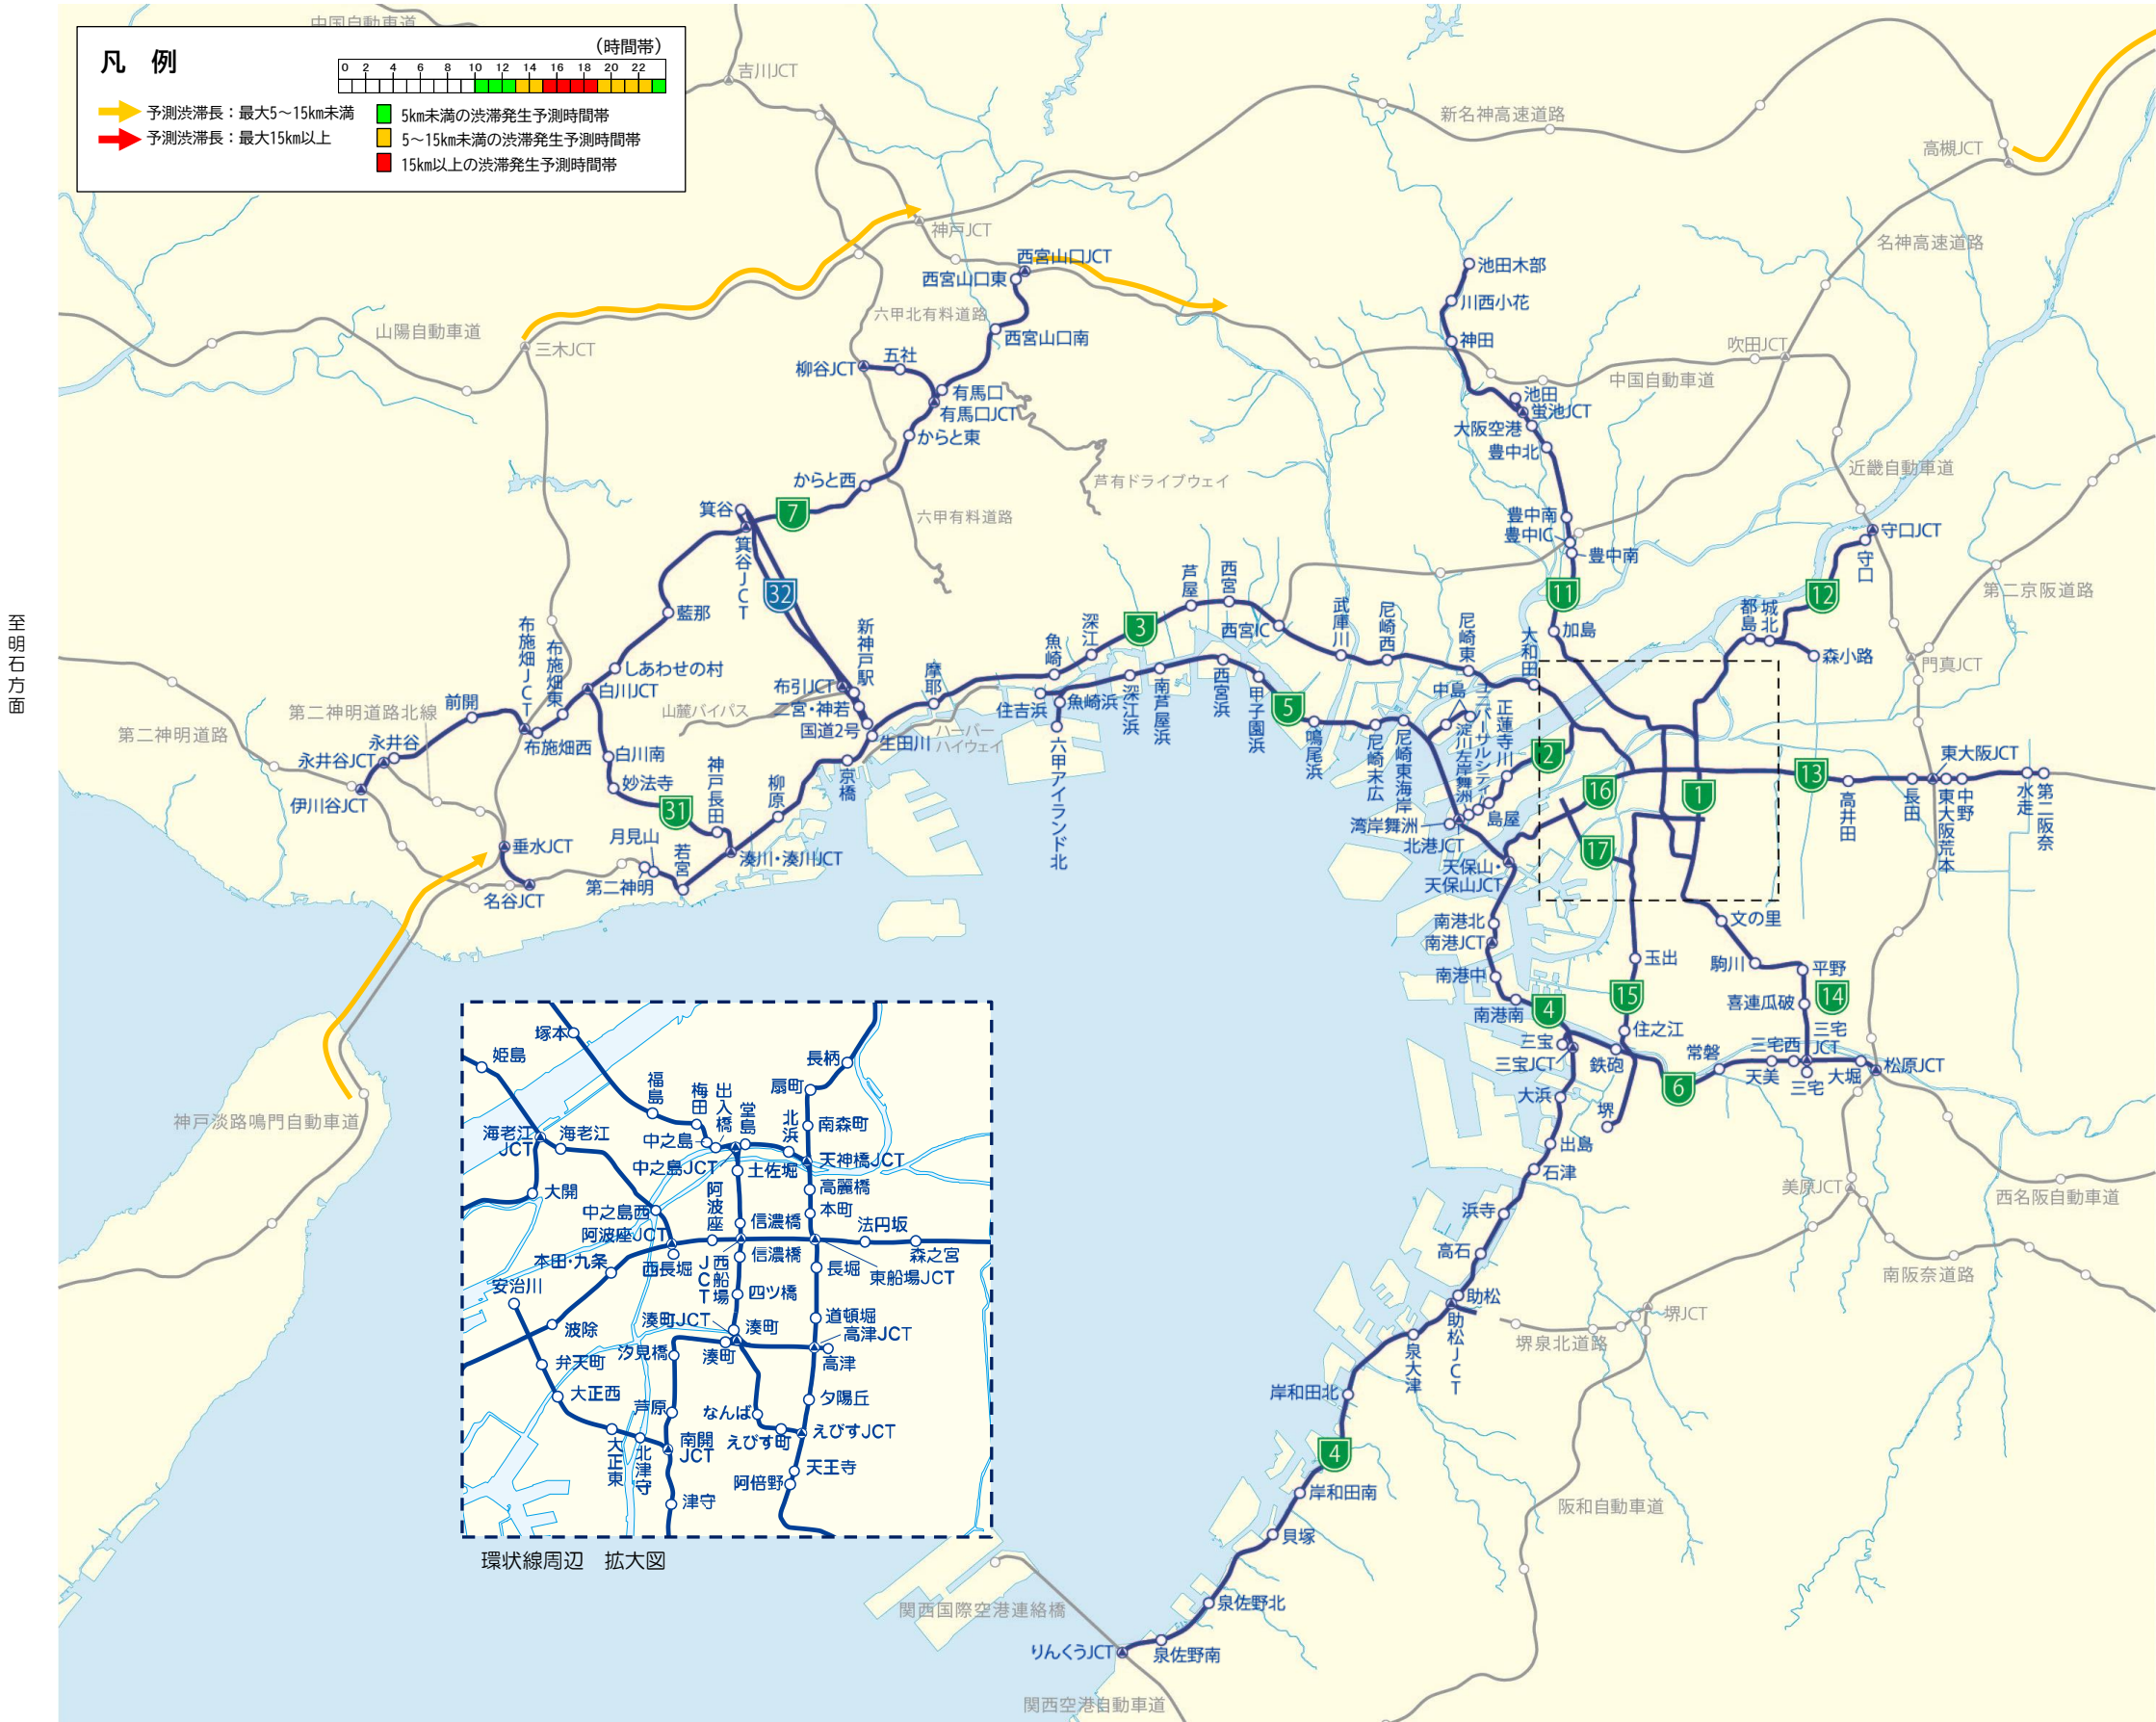 中国自動車道
凡 例
（時間帯）
0 2 4 6 8 10 12 14 16 18 20 22
予測渋滞長：最大5～15km未満
予測渋滞長：最大15km以上
5km未満の渋滞発生予測時間帯
5～15km未満の渋滞発生予測時間帯
15km以上の渋滞発生予測時間帯
吉川JCT
新名神高速道路
高槻JCT
神戸JCT
名神高速道路
西宮山口JCT
西宮山口東
池田木部
川西小花
六甲北有料道路
西宮山口南
神田
山陽自動車道
三木JCT
吹田JCT
中国自動車道
柳谷JCT
五社
有馬口
有馬口JCT
池田
蛍池JCT
大阪空港
からと東
豊中北
近畿自動車道
からと西
芦有ドライブウェイ
箕谷
7
六甲有料道路
豊中南
豊中IC
豊中南
守口JCT
守口
箕谷JCT
32
11
12
第二京阪道路
至明石方面
藍那
芦屋
西宮
3
西宮IC
武庫川
尼崎西
尼崎東
大和田
加島
都島
城北
森小路
門真JCT
布施畑JCT
布施畑東
しあわせの村
白川JCT
新神戸駅
布引JCT
二宮・神若
国道2号
摩耶
魚崎
深江
住吉浜
魚崎浜
深江浜
南芦屋浜
西宮浜
甲子園浜
5
鳴尾浜
尼崎末広
尼崎東海岸
中島
ユニバーサルシティ
淀川左岸舞洲
正蓮寺川
2
前開
第二神明道路北線
第二神明道路
永井谷
永井谷JCT
伊川谷JCT
布施畑西
山麓バイパス
ハーバー
ハイウェイ
生田川
京橋
六甲アイランド北
白川南
妙法寺
神戸長田
柳原
31
月見山
若宮
湊川・湊川JCT
第二神明
垂水JCT
名谷JCT
湾岸舞洲
北港JCT
島屋
天保山・
天保山JCT
16
1
17
13
高井田
長田
東大阪JCT
東大阪荒本
中野
水走
第二阪奈
南港北
南港JCT
南港中
南港南
4
文の里
駒川
平野
玉出
15
喜連瓜破
14
三宝
三宝JCT
住之江
鉄砲
常磐
三宅西
三宅
JCT
松原JCT
6
天美
三宅
大堀
大浜
堺
出島
石津
浜寺
高石
助松
助松JCT
泉大津
岸和田北
4
岸和田南
貝塚
泉佐野北
泉佐野南
りんくうJCT
関西国際空港連絡橋
関西空港自動車道
美原JCT
西名阪自動車道
南阪奈道路
堺JCT
堺泉北道路
阪和自動車道
神戸淡路鳴門自動車道
塚本
姫島
長柄
扇町
福島
梅田
出入橋
堂島
北浜
南森町
海老江
JCT
海老江
中之島
中之島JCT
土佐堀
天神橋JCT
大開
阿波座
高麗橋
中之島西
本町
阿波座JCT
信濃橋
法円坂
本田・九条
西長堀
西船場JCT
信濃橋
森之宮
長堀
東船場JCT
安治川
四ツ橋
波除
湊町JCT
湊町
道頓堀
高津JCT
弁天町
汐見橋
湊町
高津
大正西
芦原
なんば
夕陽丘
えびす町
えびすJCT
大正東
北津守
南開
JCT
天王寺
阿倍野
津守
環状線周辺　拡大図